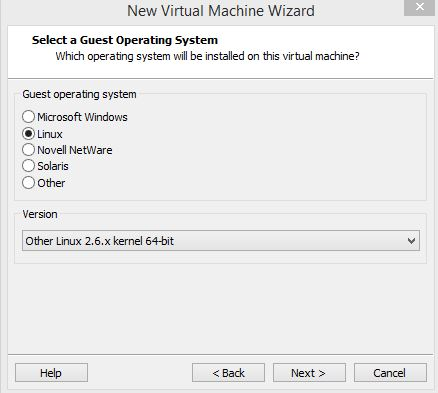 New Virtual Machine Wizard
Select a Guest Operating System
Which operating system will be installed on this virtual machine?
Guest operating system
Microsoft Windows
Linux
Novell NetWare
Solaris
Other
Version
Other Linux 2.6.x kernel 64-bit
Help
< Back
Next >
Cancel